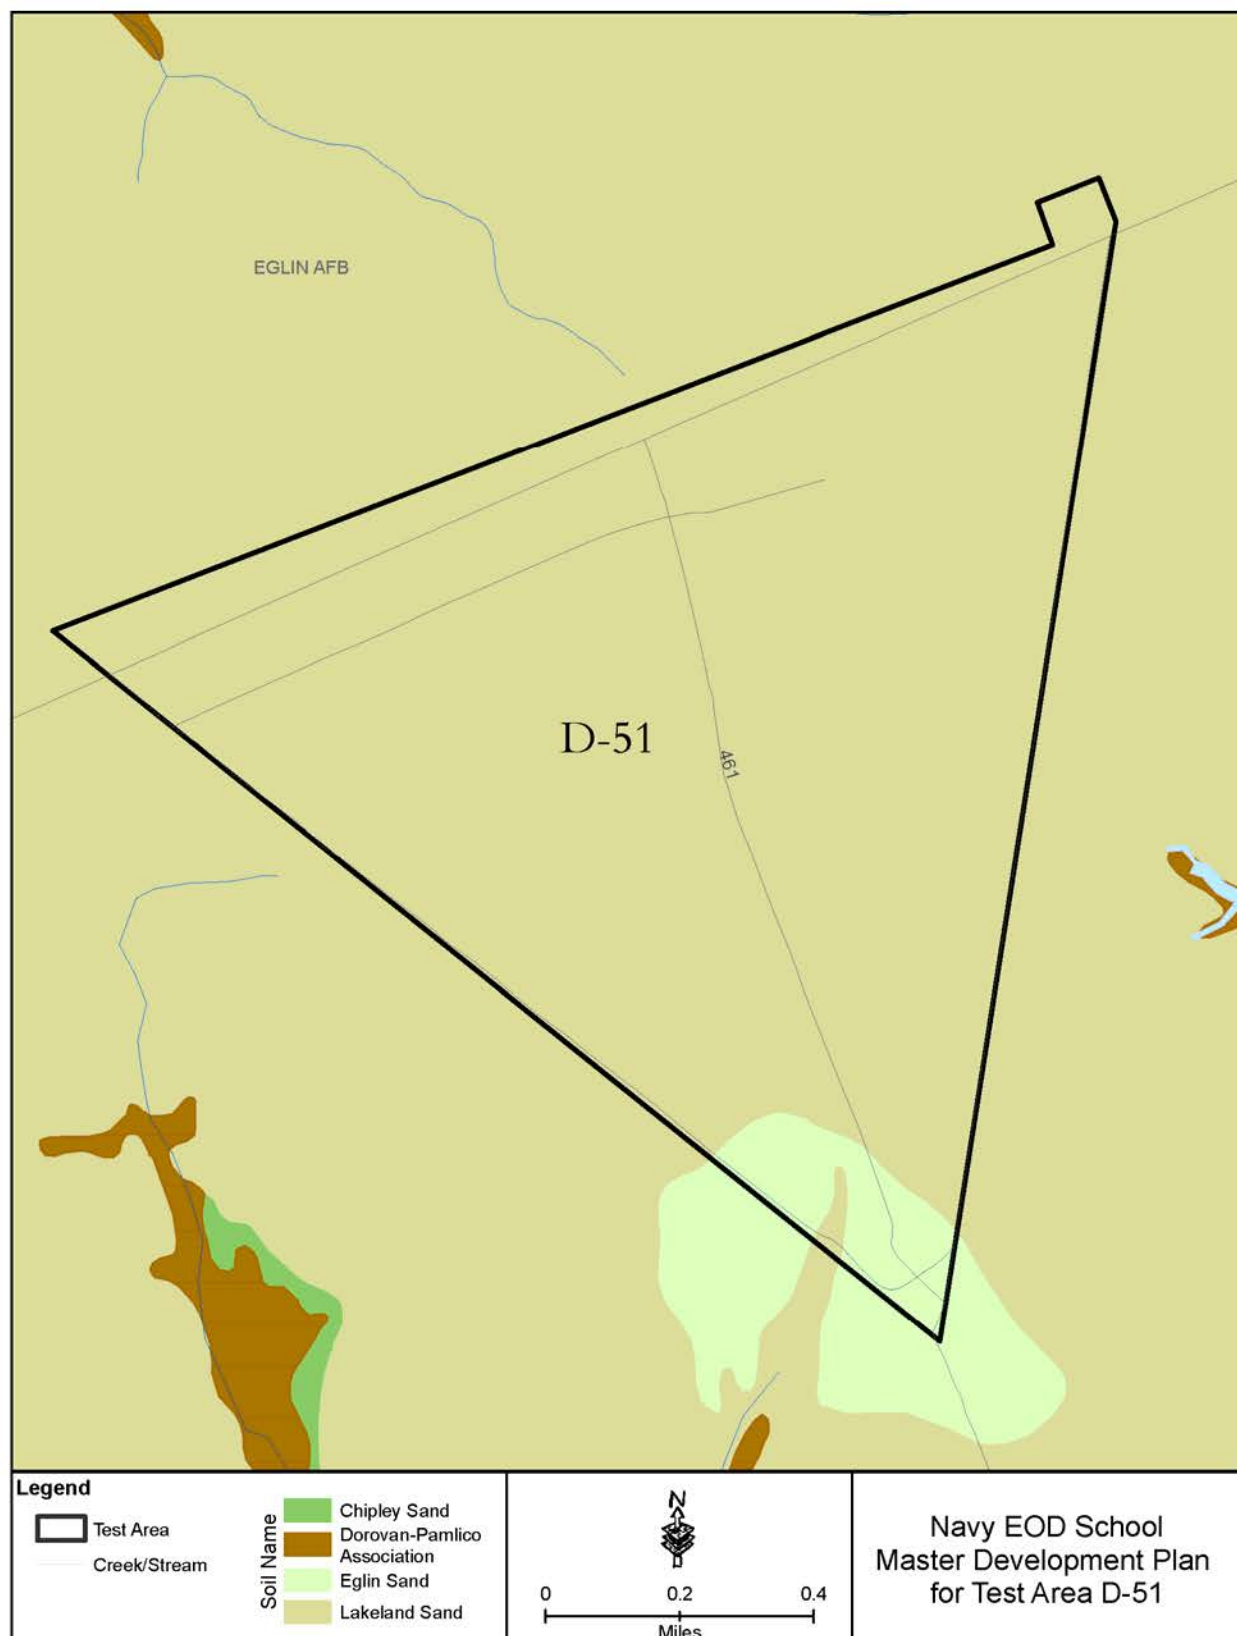 EGLIN AFB
D-51
461
Legend
Test Area
Creek/Stream
Soil Name
Chipley Sand
Dorovan-Pamlico
Association
Eglin Sand
Lakeland Sand
N
0 0.2 0.4
Miles
Navy EOD School
Master Development Plan
for Test Area D-51